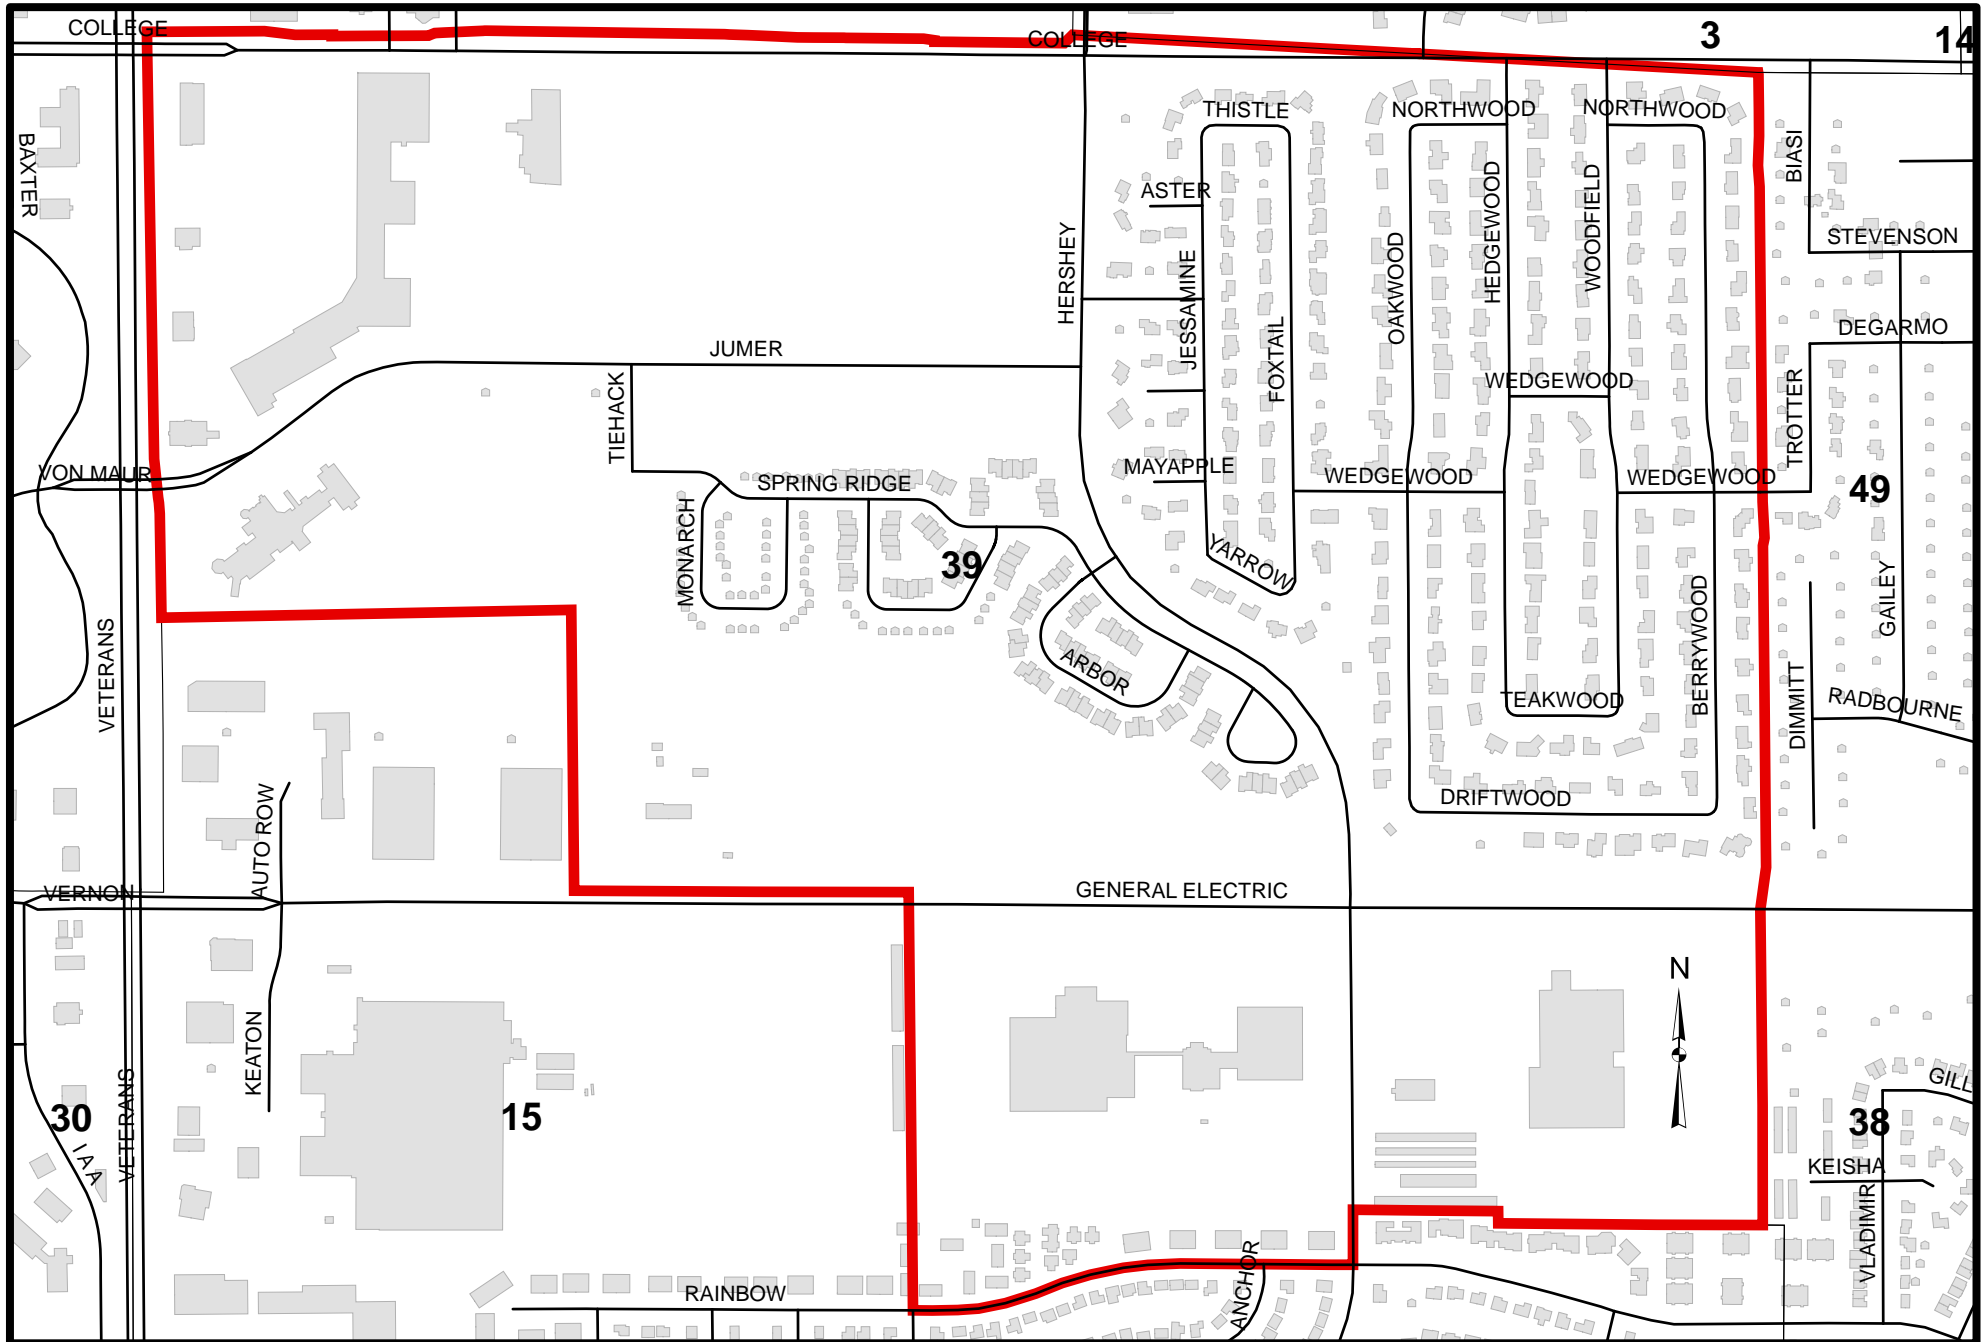 COLLEGE
COLLEGE
3
14
BAXTER
THISTLE
NORTHWOOD
NORTHWOOD
BIASI
ASTER
HERSHEY
JESSAMINE
FOXTAIL
OAKWOOD
HEDGEWOOD
WOODFIELD
STEVENSON
DEGARMO
JUMER
TIEHACK
WEDGEWOOD
TROTTER
VON MAUR
SPRING RIDGE
MAYAPPLE
WEDGEWOOD
WEDGEWOOD
49
MONARCH
39
YARROW
GAILEY
VETERANS
ARBOR
BERRYWOOD
TEAKWOOD
DIMMITT
RADBOURNE
AUTO ROW
DRIFTWOOD
VERNON
GENERAL ELECTRIC
N
KEATON
30
VETERANS
15
GILL
38
I A A
KEISHA
VLADIMIR
RAINBOW
ANCHOR